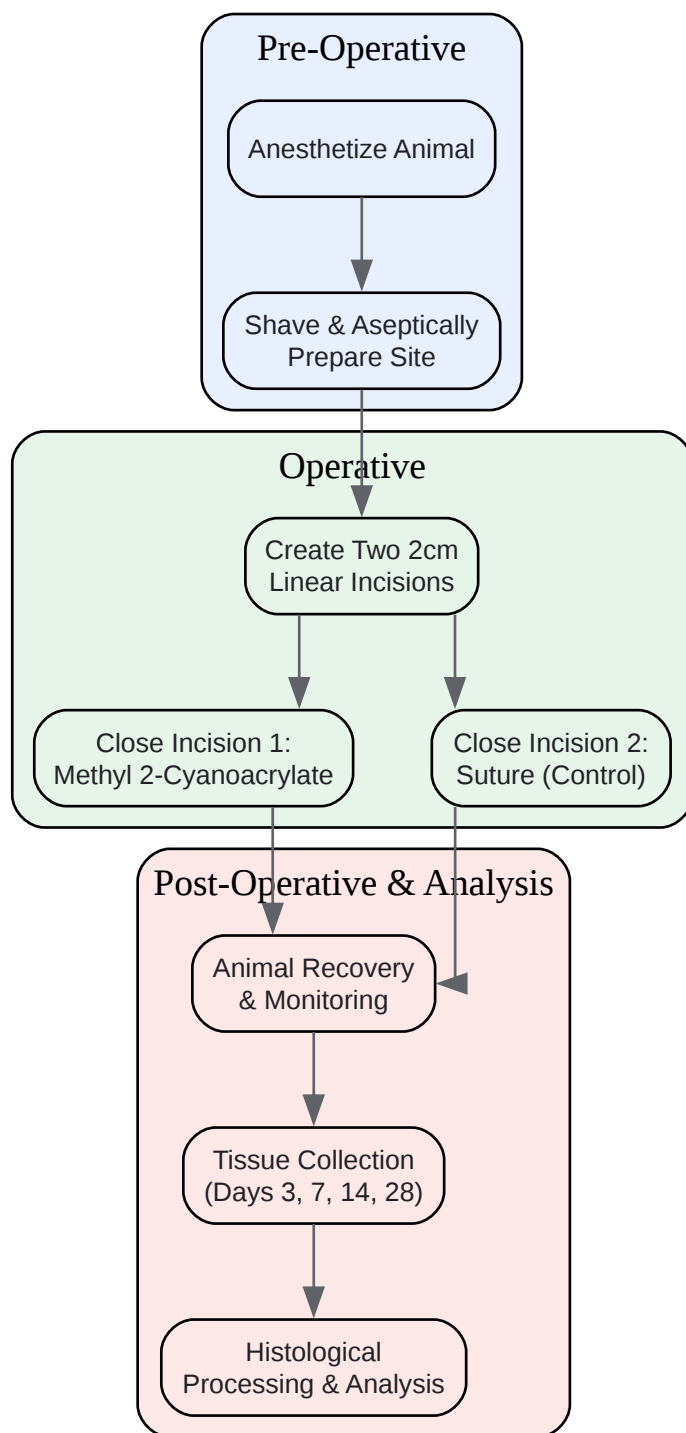 Pre-Operative
Anesthetize Animal
Shave & Aseptically
Prepare Site
Operative
Create Two 2cm
Linear Incisions
Close Incision 1:
Methyl 2-Cyanoacrylate
Close Incision 2:
Suture (Control)
Post-Operative & Analysis
Animal Recovery
& Monitoring
Tissue Collection
(Days 3, 7, 14, 28)
Histological
Processing & Analysis